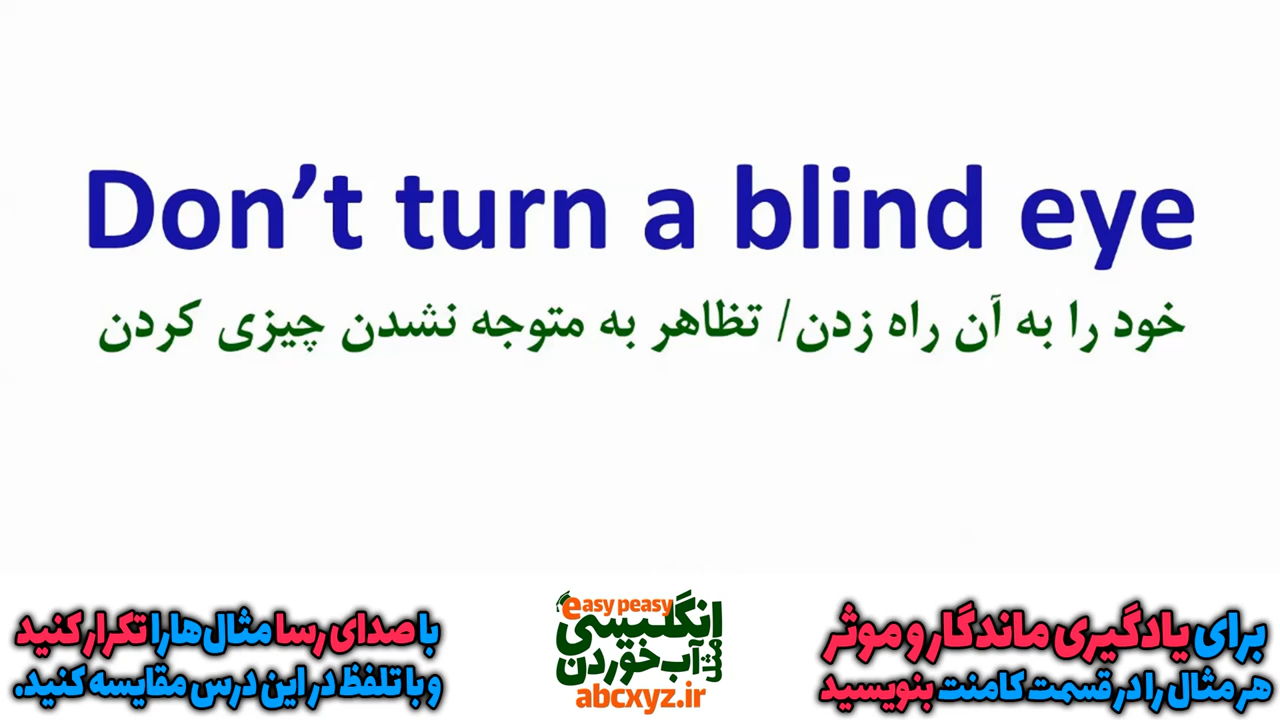 Don't turn a blind eye
خود را به آن راه زدن/ تظاهر به متوجه نشدن چیزی کردن
برای یادگیری ماندگار و موثر
هر مثال را در قسمت کامنت بنویسید
easy peasy
انگلیسی
مثل آب خوردن
abcxyz.ir
با صدای رسا مثال‌ها را تکرار کنید
و با تلفظ در این درس مقایسه کنید.